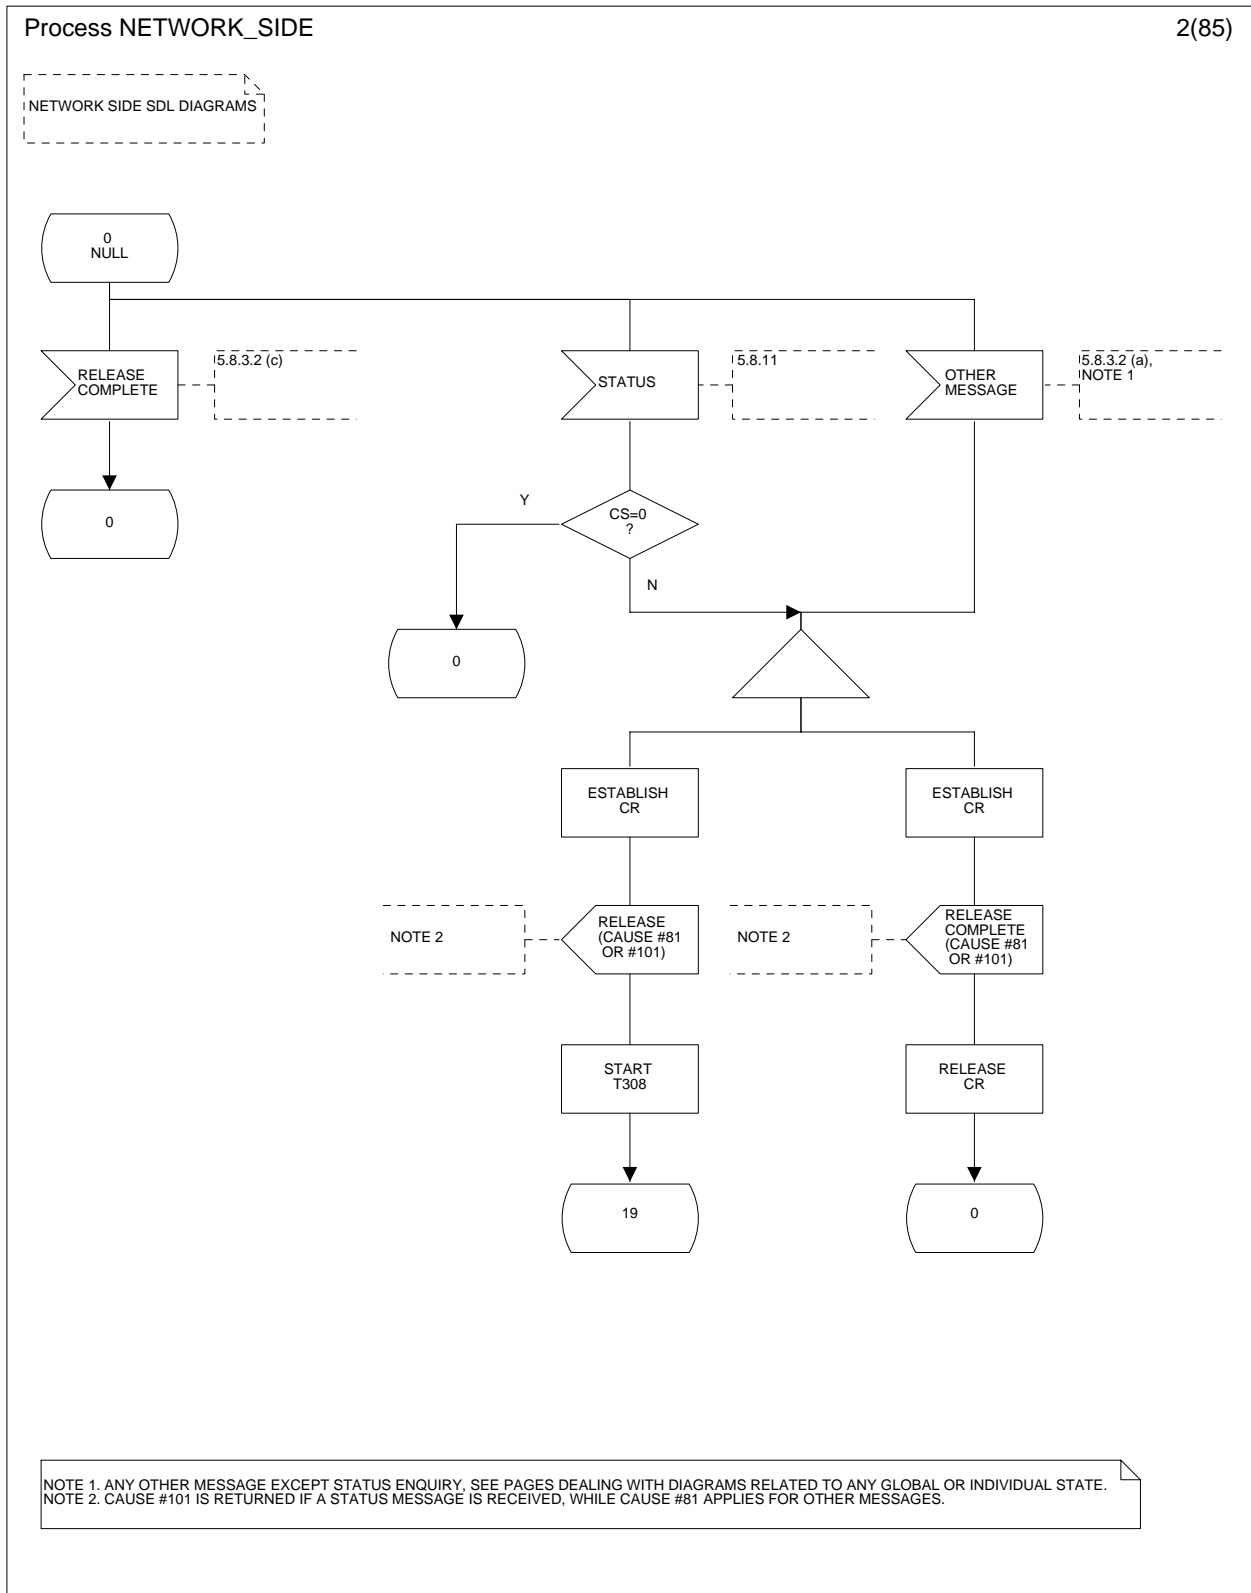 Process NETWORK_SIDE
2(85)
NETWORK SIDE SDL DIAGRAMS
0
NULL
RELEASE
COMPLETE
5.8.3.2 (c)
STATUS
5.8.11
OTHER
MESSAGE
5.8.3.2 (a),
NOTE 1
0
Y
CS=0
?
N
0
ESTABLISH
CR
ESTABLISH
CR
NOTE 2
RELEASE
(CAUSE #81
OR #101)
NOTE 2
RELEASE
COMPLETE
(CAUSE #81
OR #101)
START
T308
RELEASE
CR
19
0
NOTE 1. ANY OTHER MESSAGE EXCEPT STATUS ENQUIRY, SEE PAGES DEALING WITH DIAGRAMS RELATED TO ANY GLOBAL OR INDIVIDUAL STATE.
NOTE 2. CAUSE #101 IS RETURNED IF A STATUS MESSAGE IS RECEIVED, WHILE CAUSE #81 APPLIES FOR OTHER MESSAGES.